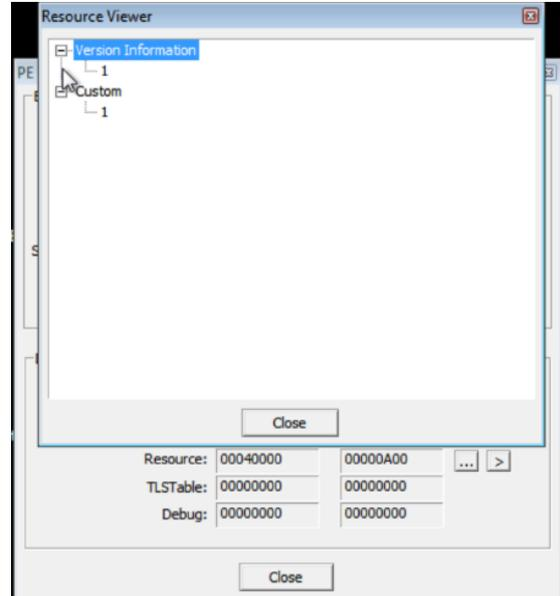 Resource Viewer
Version Information
1
Custom
1
Close
PE
Resource: 00040000 00000A00 ... >
TLSTable: 00000000 00000000
Debug: 00000000 00000000
Close